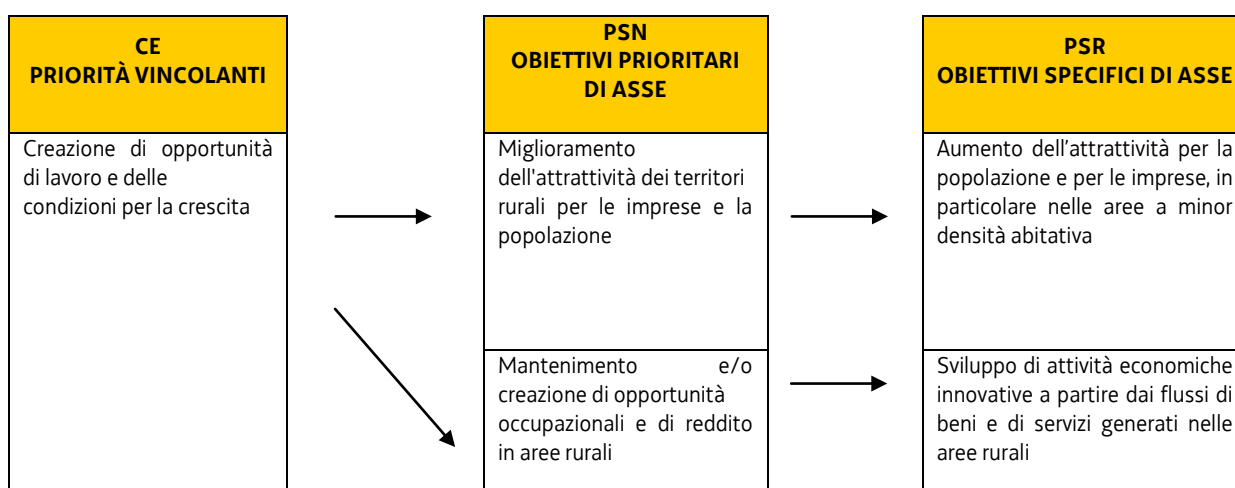 CE
PRIORITÀ VINCOLANTI
Creazione di opportunità
di lavoro e delle
condizioni per la crescita
PSN
OBIETTIVI PRIORITARI
DI ASSE
Miglioramento
dell'attrattività dei territori
rurali per le imprese e la
popolazione
Mantenimento e/o
creazione di opportunità
occupazionali e di reddito
in aree rurali
PSR
OBIETTIVI SPECIFICI DI ASSE
Aumento dell’attrattività per la
popolazione e per le imprese, in
particolare nelle aree a minor
densità abitativa
Sviluppo di attività economiche
innovative a partire dai flussi di
beni e di servizi generati nelle
aree rurali